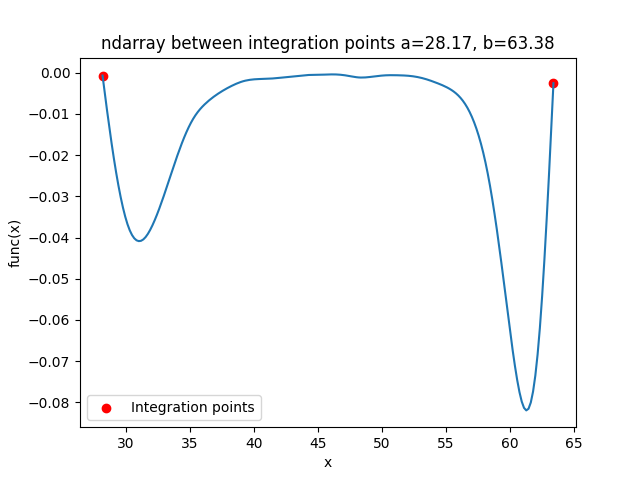 ndarray between integration points a=28.17, b=63.38
0.00
−0.01
−0.02
−0.03
−0.04
−0.05
−0.06
−0.07
−0.08
func(x)
Integration points
30 35 40 45 50 55 60 65
x